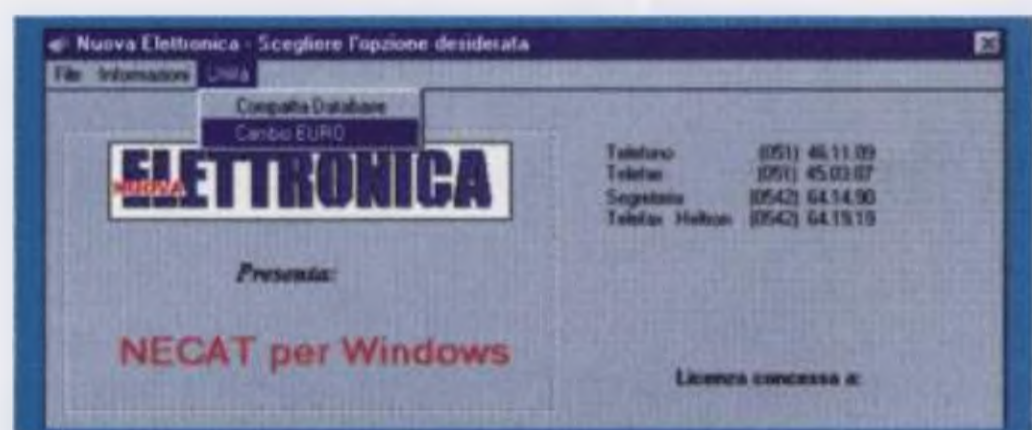 Nuova Elettronica - Scegliere l'opzione desiderata
File Informazioni Utilità
Compatta Database
Cambio EURO
NUOVA ELETTRONICA
Presenta:
NECAT per Windows
Telefono (051) 46.11.09
Telefax (051) 45.03.87
Segreteria (0542) 64.14.90
Telefax Heltron (0542) 64.19.19
Licenza concessa a: